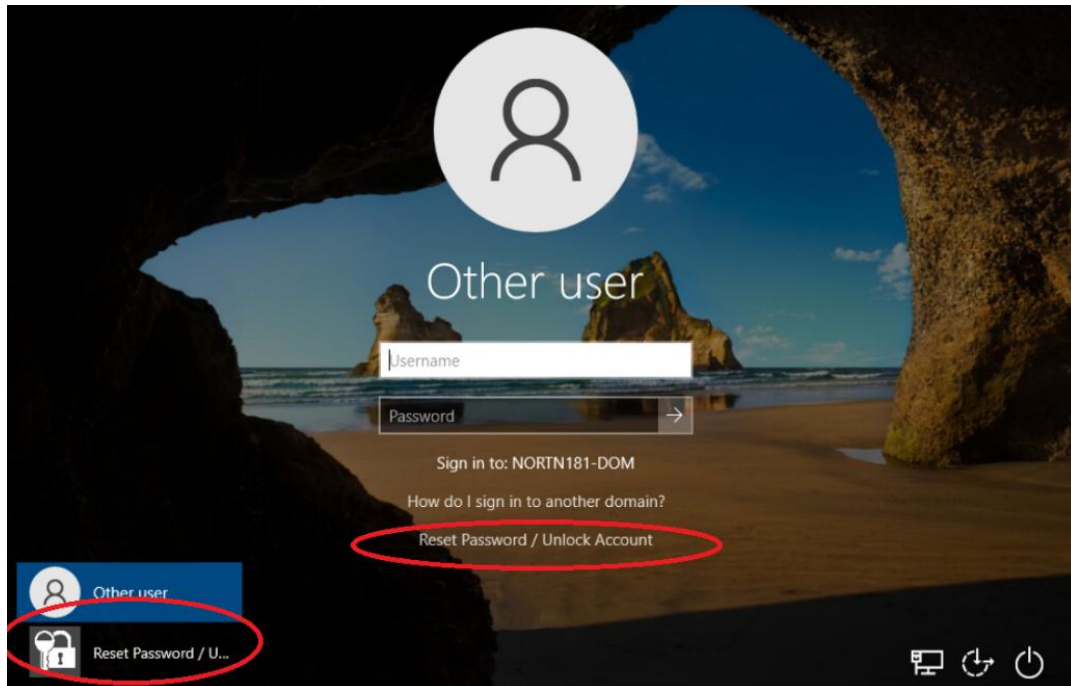 Other user
Username
Password
Sign in to: NORTN181-DOM
How do I sign in to another domain?
Reset Password / Unlock Account
Other user
Reset Password / U...